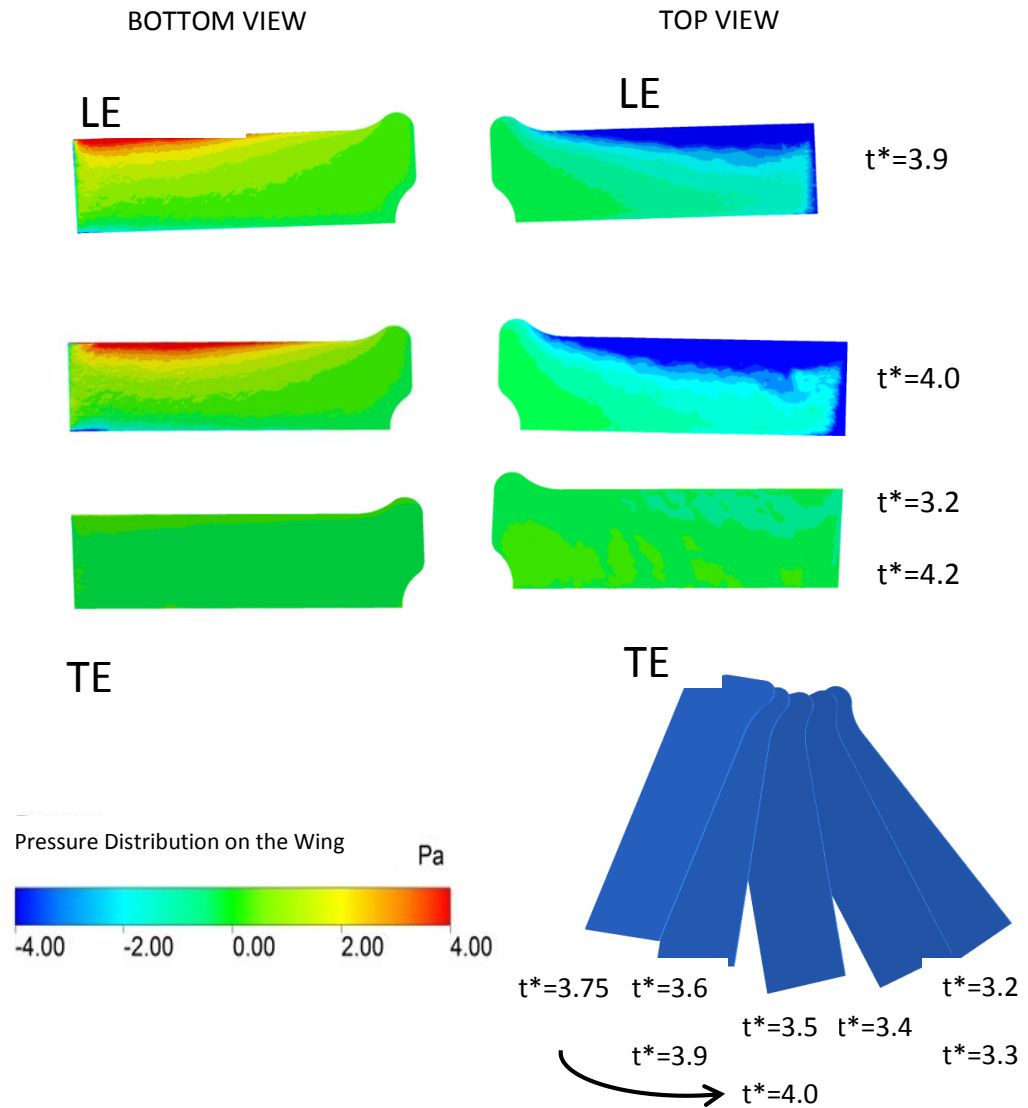 BOTTOM VIEW
TOP VIEW
LE
LE
t*=3.9
t*=4.0
t*=3.2
t*=4.2
TE
TE
Pressure Distribution on the Wing
Pa
-4.00 -2.00 0.00 2.00 4.00
t*=3.75 t*=3.6 t*=3.2
t*=3.5 t*=3.4
t*=3.9 t*=3.3
t*=4.0